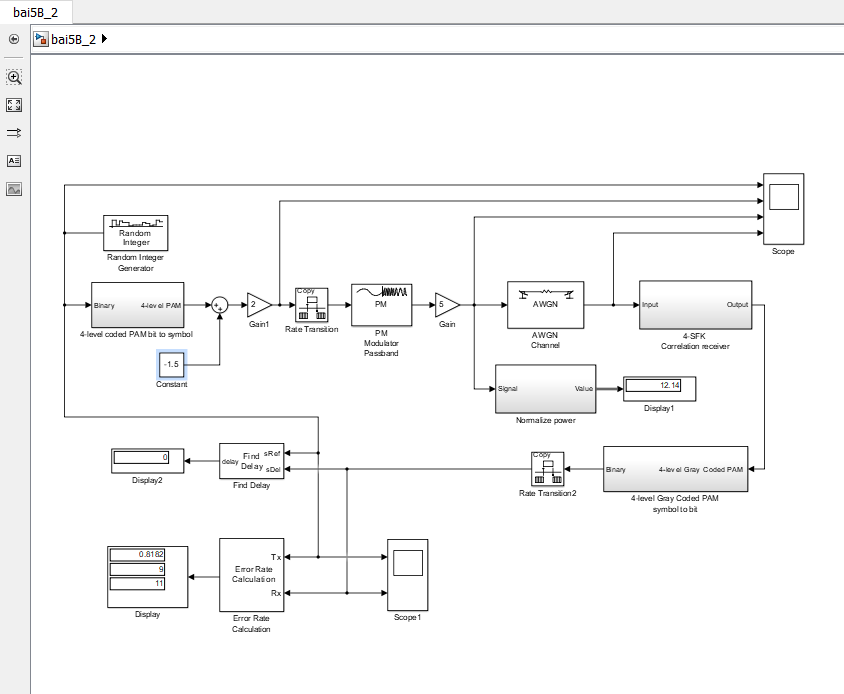 bai5B_2
bai5B_2
Random
Integer
Random Integer
Generator
Scope
Binary
4-level PAM
4-level coded PAM bit to symbol
+
+
2
Gain1
Copy
Rate Transition
PM
PM
Modulator
Passband
5
Gain
AWGN
AWGN
Channel
Input
Output
4-SFK
Correlation receiver
-1.5
Constant
Signal
Value
Normalize power
12.14
Display1
0
Display2
delay
Find
Delay
sRef
sDel
Find Delay
Copy
Rate Transition2
Binary
4-level Gray Coded PAM
4-level Gray Coded PAM
symbol to bit
0.8182
9
11
Display
Error Rate
Calculation
Tx
Rx
Error Rate
Calculation
Scope1